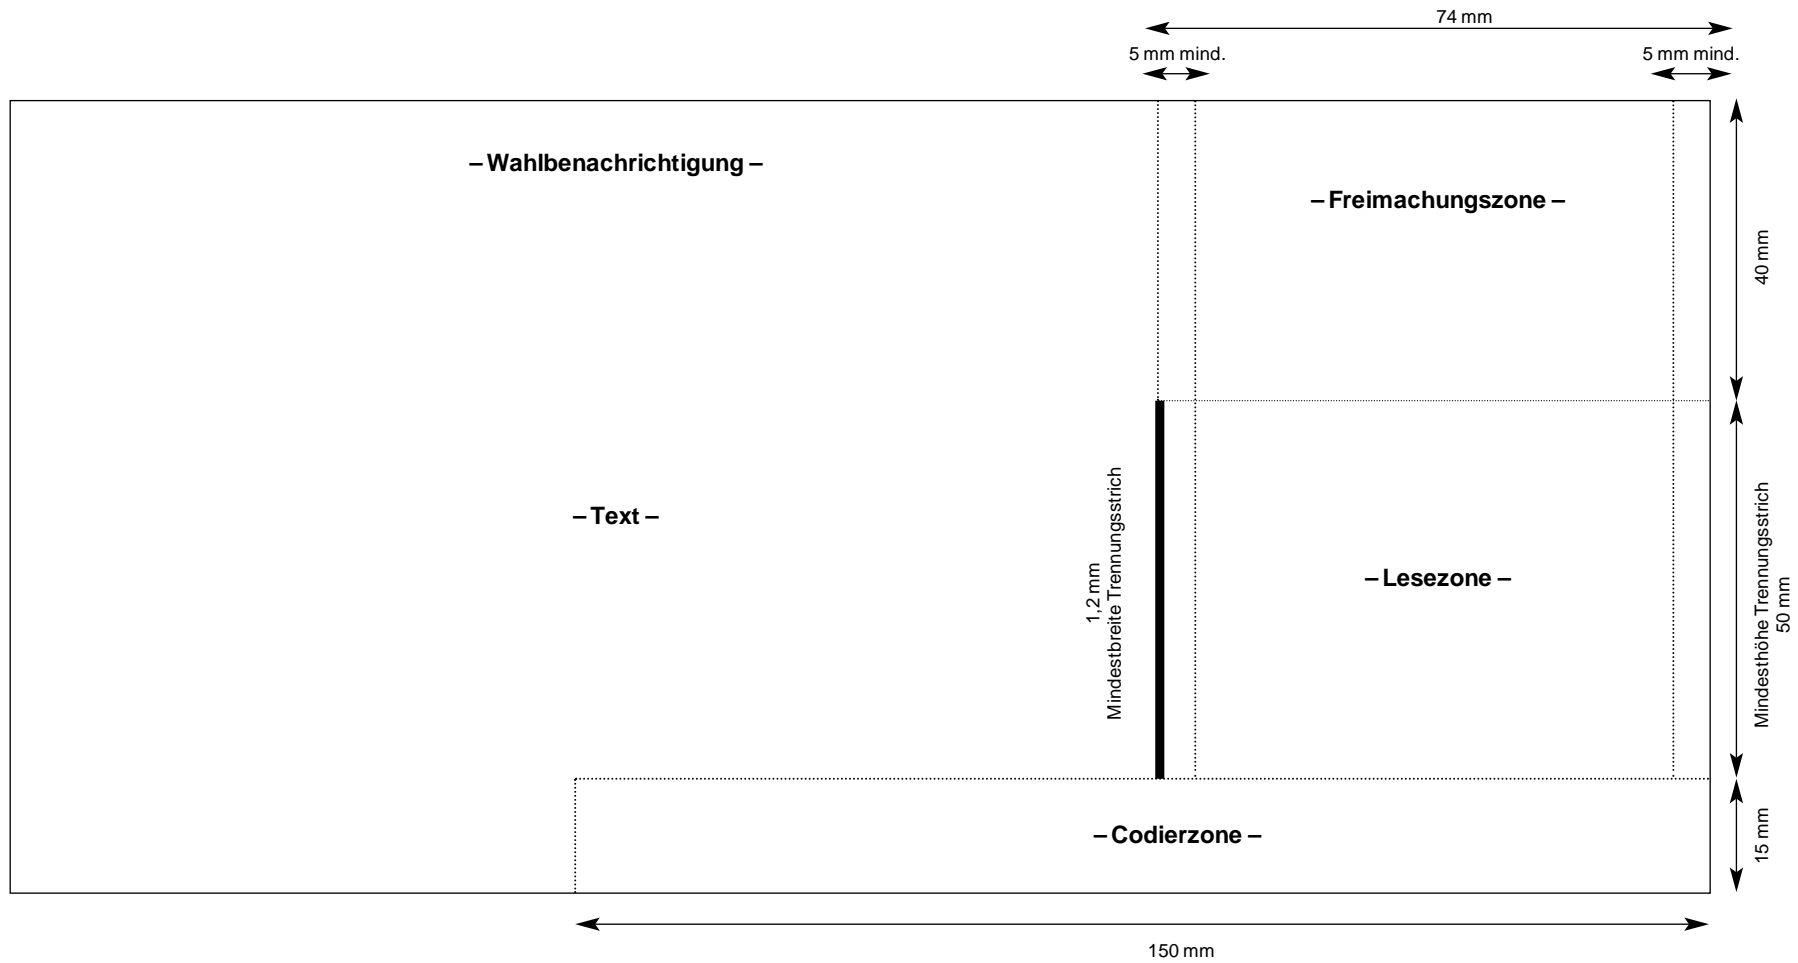 74 mm
5 mm mind.
5 mm mind.
– Wahlbenachrichtigung –
– Freimachungszone –
40 mm
– Text –
1,2 mm
Mindestbreite Trennungsstrich
– Lesezone –
Mindesthöhe Trennungsstrich
50 mm
– Codierzone –
15 mm
150 mm